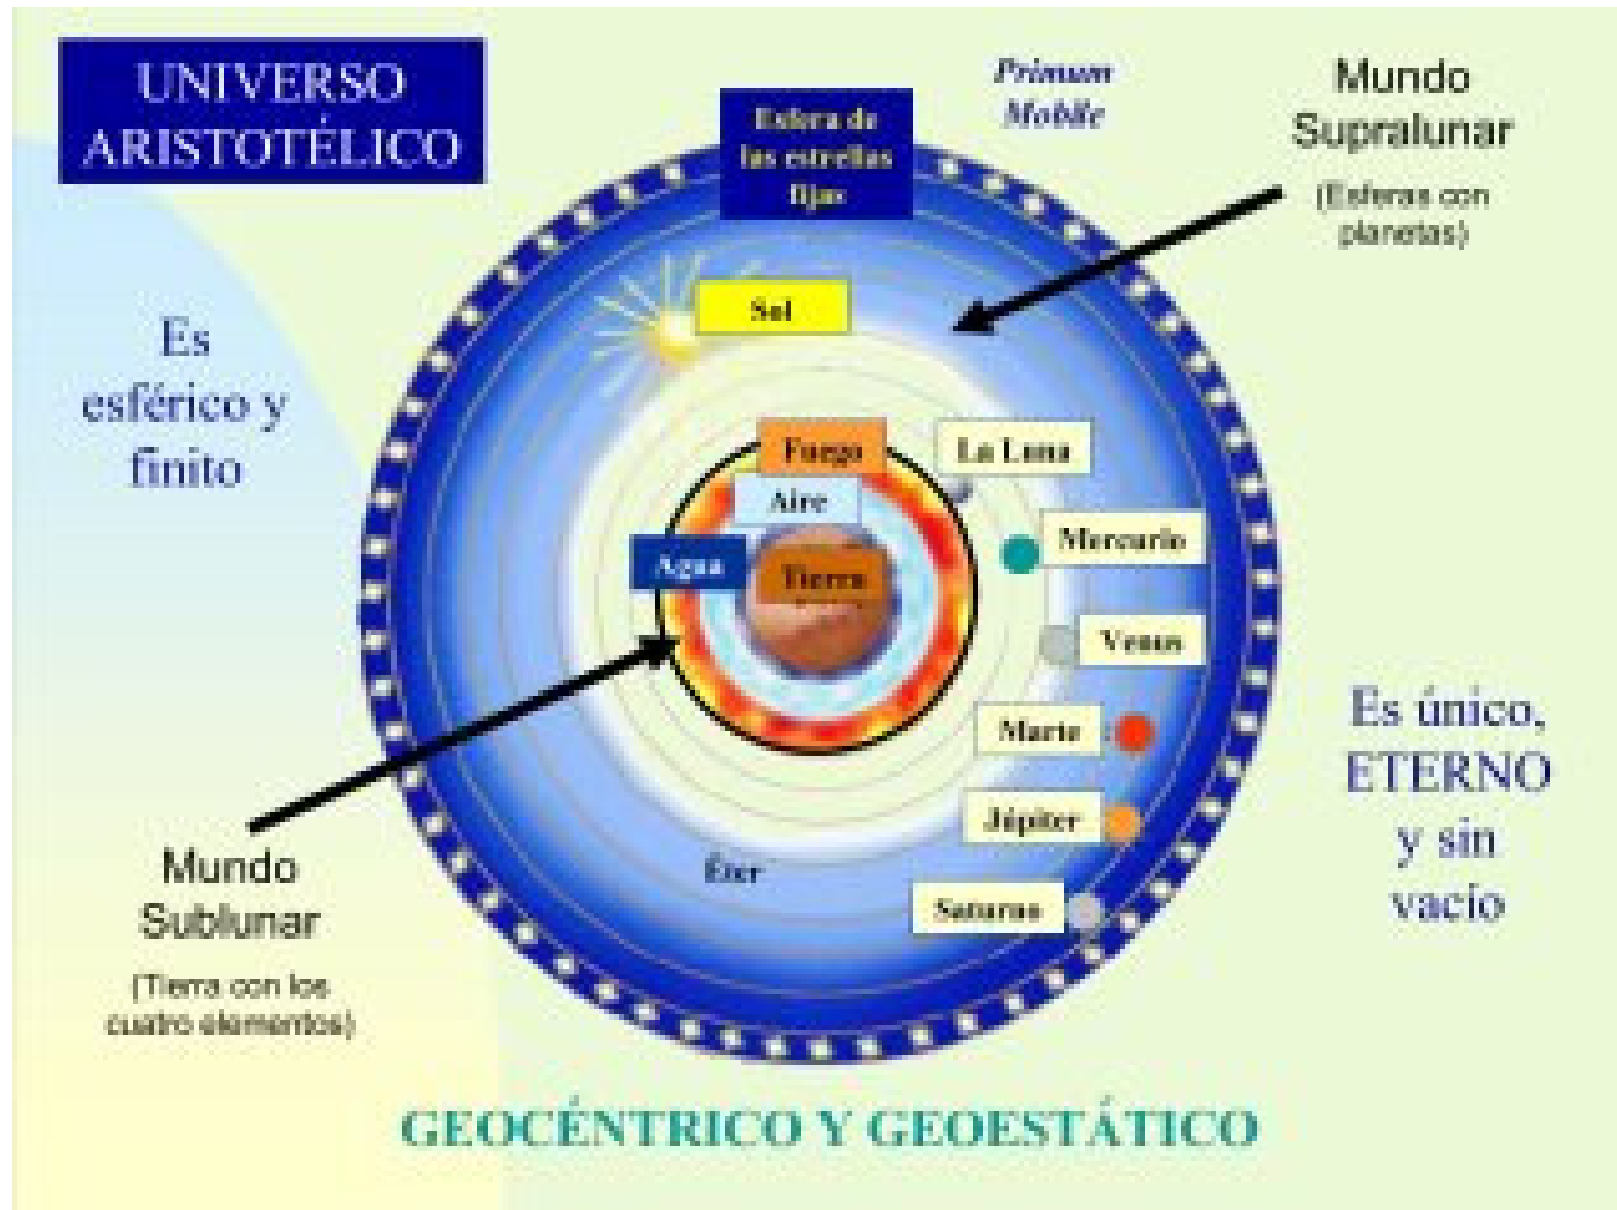 UNIVERSO
ARISTOTÉLICO
Primum
Mobile
Mundo
Supralunar
(Esferas con
planetas)
Esfera de
las estrellas
fijas
Sol
Es
esférico y
finito
Fuego
La Luna
Aire
Mercurio
Agua
Tierra
Venus
Marte
Es único,
ETERNO
y sin
vacío
Júpiter
Éter
Saturno
Mundo
Sublunar
(Tierra con los
cuatro elementos)
GEOCÉNTRICO Y GEOESTÁTICO